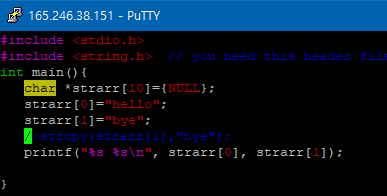 165.246.38.151 - PuTTY
#include <stdio.h>
#include <string.h>  // you need this header fil
int main(){
   char *strarr[10]={NULL};
   strarr[0]="hello";
   strarr[1]="bye";
   //strcpy(strarr[1],"bye");
   printf("%s %s\n", strarr[0], strarr[1]);
}